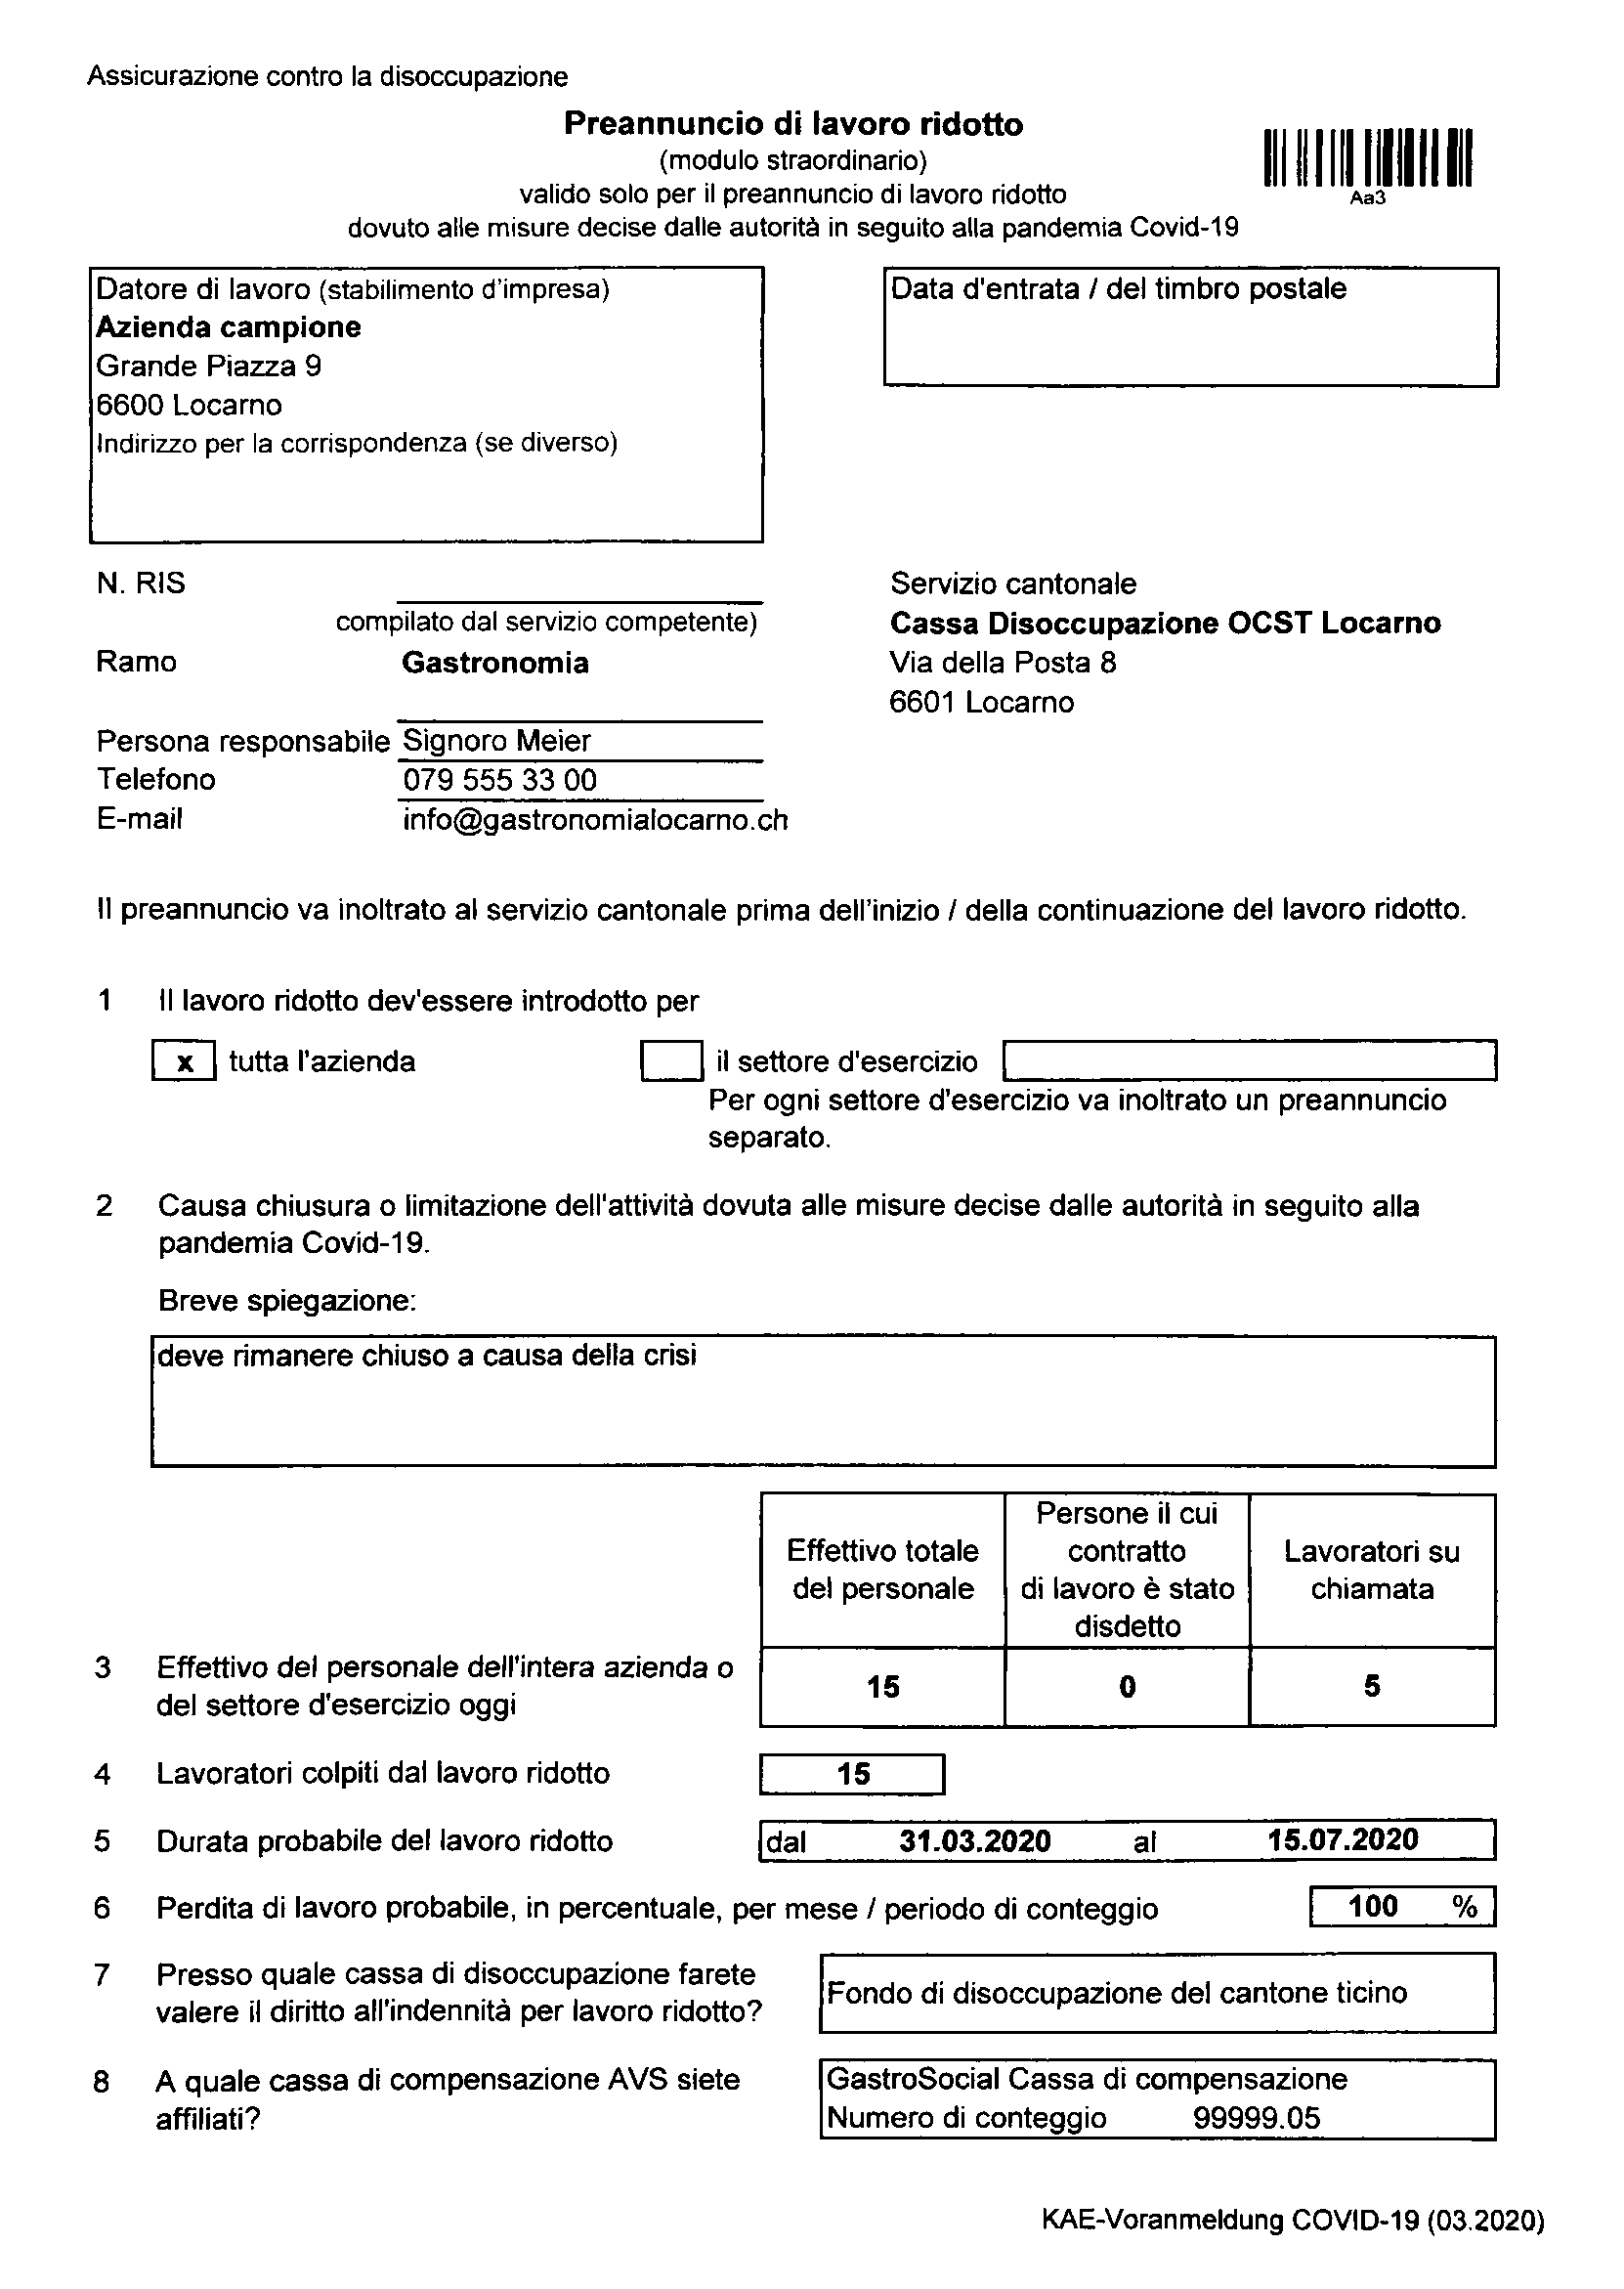 Assicurazione contro la disoccupazione
Preannuncio di lavoro ridotto
(modulo straordinario)
valido solo per il preannuncio di lavoro ridotto
Aa3
dovuto alle misure decise dalle autorità in seguito alla pandemia Covid-19
Datore di lavoro (stabilimento d'impresa)
Azienda campione
Grande Piazza 9
6600 Locarno
Indirizzo per la corrispondenza (se diverso)
Data d'entrata / del timbro postale
N. RIS
compilato dal servizio competente)
Ramo Gastronomia
Persona responsabile Signoro Meier
Telefono 079 555 33 00
E-mail info@gastronomialocarno.ch
Servizio cantonale
Cassa Disoccupazione OCST Locarno
Via della Posta 8
6601 Locarno
Il preannuncio va inoltrato al servizio cantonale prima dell'inizio / della continuazione del lavoro ridotto.
1 Il lavoro ridotto dev'essere introdotto per
x tutta l'azienda il settore d'esercizio
Per ogni settore d'esercizio va inoltrato un preannuncio
separato.
2 Causa chiusura o limitazione dell'attività dovuta alle misure decise dalle autorità in seguito alla
pandemia Covid-19.
Breve spiegazione:
deve rimanere chiuso a causa della crisi
Effettivo totale
del personale
Persone il cui
contratto
di lavoro è stato
disdetto
Lavoratori su
chiamata
3 Effettivo del personale dell'intera azienda o
del settore d'esercizio oggi
15 0 5
4 Lavoratori colpiti dal lavoro ridotto 15
5 Durata probabile del lavoro ridotto dal 31.03.2020 al 15.07.2020
6 Perdita di lavoro probabile, in percentuale, per mese / periodo di conteggio 100 %
7 Presso quale cassa di disoccupazione farete
valere il diritto all'indennità per lavoro ridotto?
Fondo di disoccupazione del cantone ticino
8 A quale cassa di compensazione AVS siete
affiliati?
GastroSocial Cassa di compensazione
Numero di conteggio 99999.05
KAE-Voranmeldung COVID-19 (03.2020)